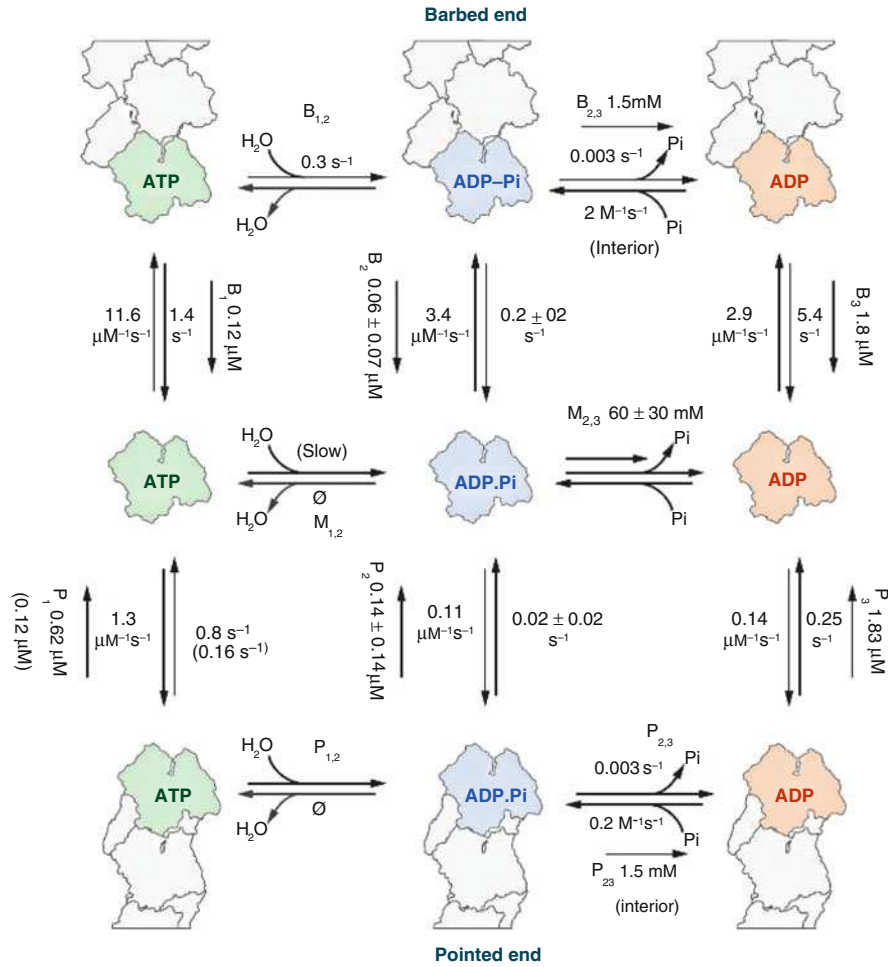 Barbed end
B1,2
H2O
0.3 s–1
H2O
B2,3 1.5mM
Pi
0.003 s–1
2 M–1s–1
Pi
(Interior)
ATP
ADP–Pi
ADP
11.6
μM–1s–1
1.4
s–1
B1 0.12 μM
B2 0.06 ± 0.07 μM
3.4
μM–1s–1
0.2 ± 02
s–1
2.9
μM–1s–1
5.4
s–1
B3 1.8 μM
H2O
(Slow)
H2O
Ø
M1,2
M2,3 60 ± 30 mM
Pi
Pi
ATP
ADP.Pi
ADP
P1 0.62 μM
(0.12 μM)
1.3
μM–1s–1
0.8 s–1
(0.16 s–1)
P2 0.14 ± 0.14 μM
0.11
μM–1s–1
0.02 ± 0.02
s–1
0.14
μM–1s–1
0.25
s–1
P3 1.83 μM
H2O
P1,2
H2O
Ø
P2,3
Pi
0.003 s–1
0.2 M–1s–1
Pi
P23 1.5 mM
(interior)
ATP
ADP.Pi
ADP
Pointed end